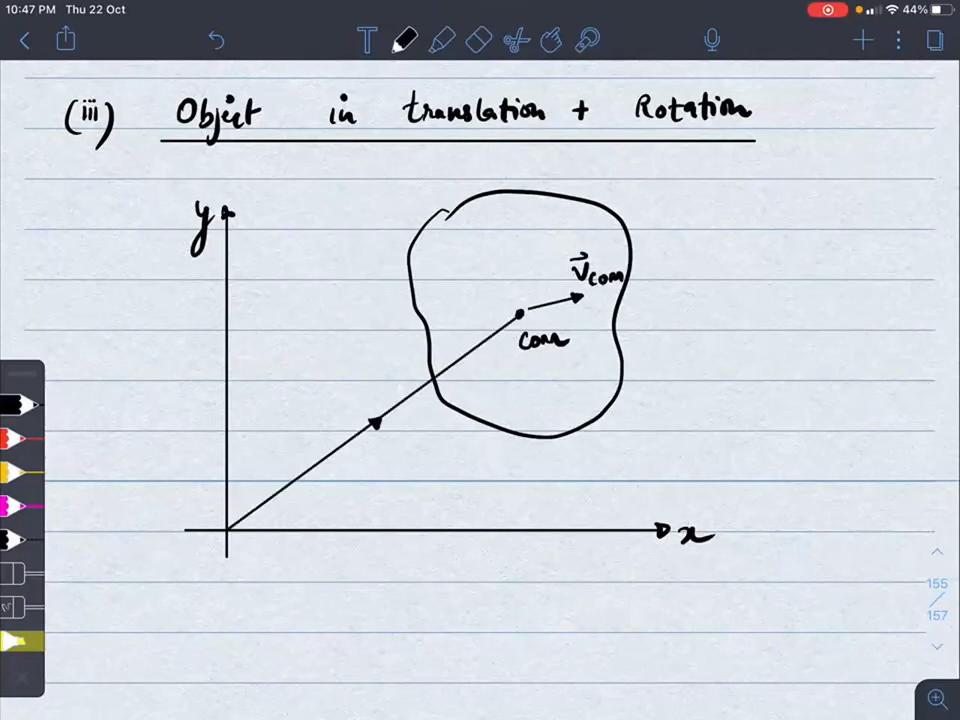 10:47 PM Thu 22 Oct
44%
T
(iii) Object in translation + Rotation
y
V⃗com
com
x
155
157